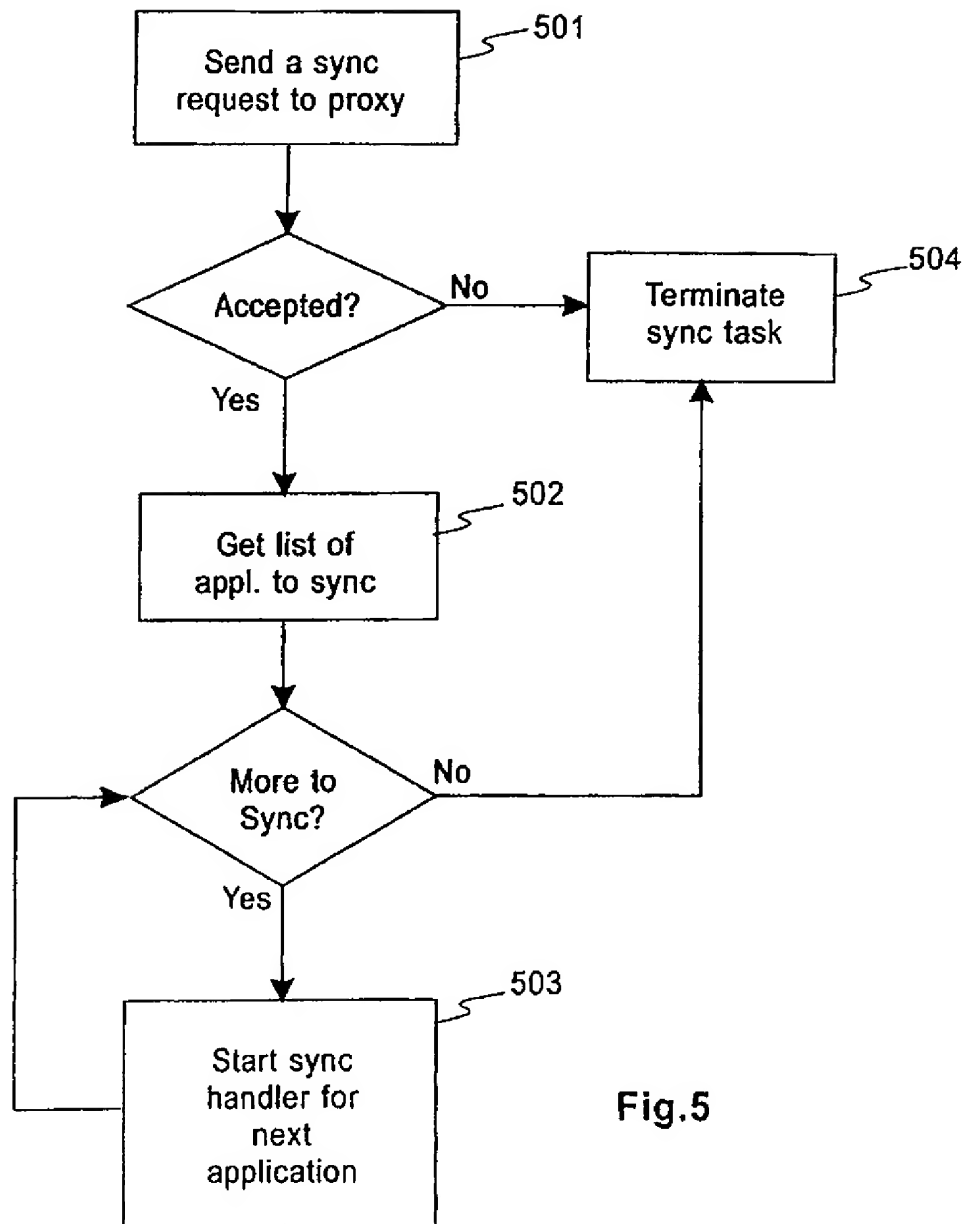 501
Send a sync
request to proxy
Accepted?
No
Yes
504
Terminate
sync task
502
Get list of
appl. to sync
More to
Sync?
No
Yes
503
Start sync
handler for
next
application
Fig.5